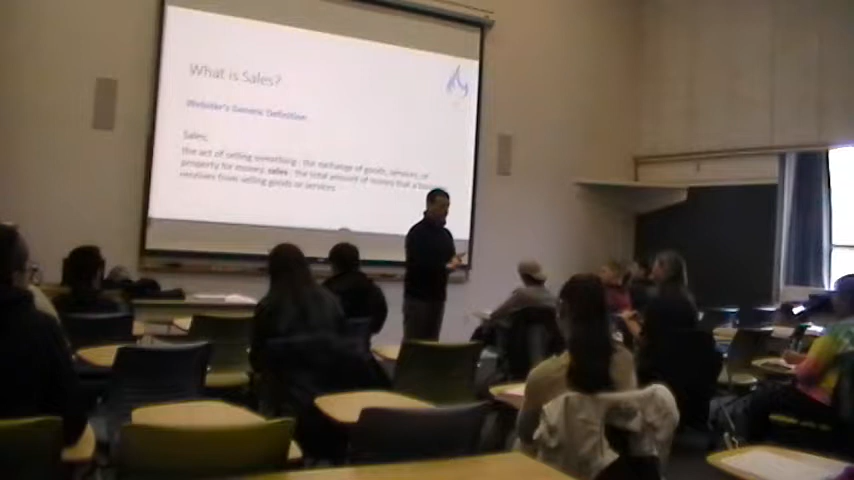 What is Sales?
Webster's Generic Definition
Sales,
the act of selling something : the exchange of goods, services, or
property for money. sales : the total amount of money that a
receives from selling goods or services